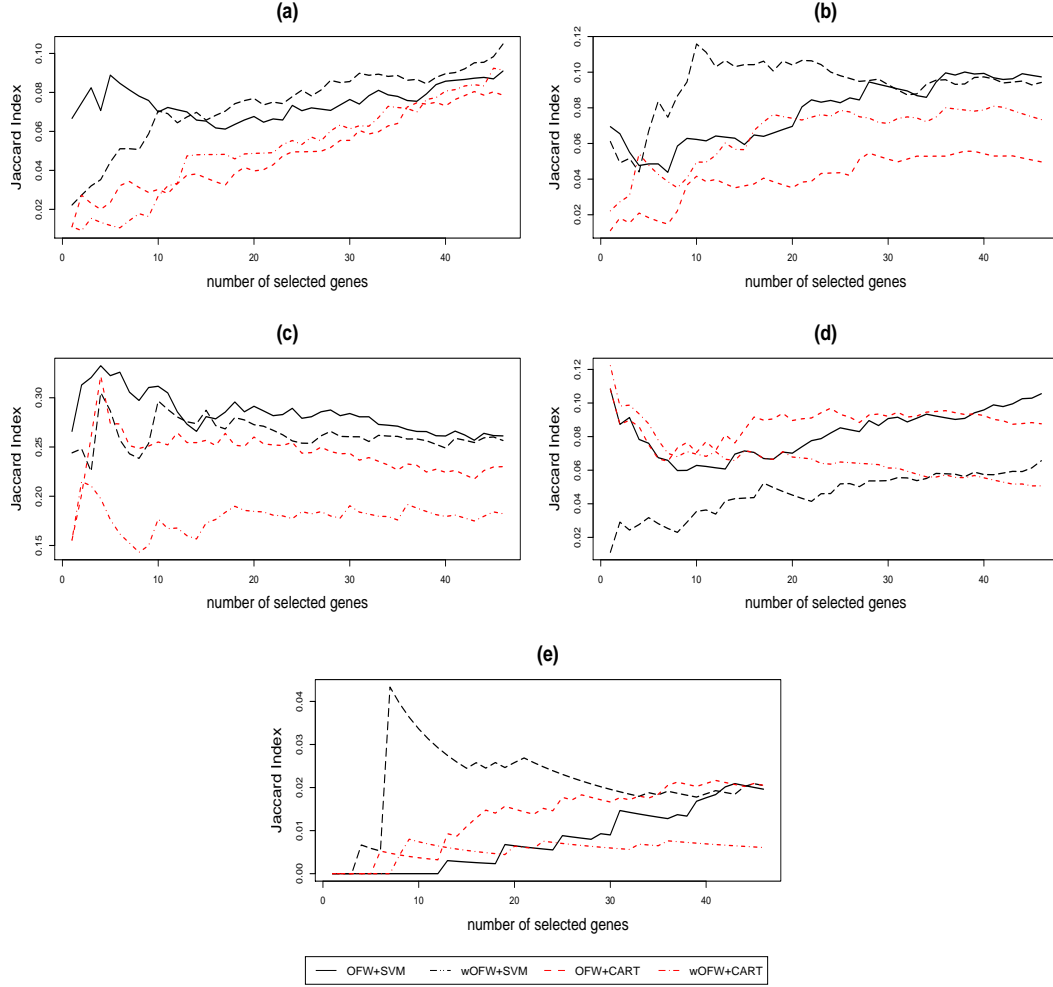 (a)
Jaccard Index
0.02 0.04 0.06 0.08 0.10
0 10 20 30 40
number of selected genes
(b)
Jaccard Index
0.02 0.04 0.06 0.08 0.10 0.12
0 10 20 30 40
number of selected genes
(c)
Jaccard Index
0.15 0.20 0.25 0.30
0 10 20 30 40
number of selected genes
(d)
Jaccard Index
0.02 0.04 0.06 0.08 0.10 0.12
0 10 20 30 40
number of selected genes
(e)
Jaccard Index
0.00 0.01 0.02 0.03 0.04
0 10 20 30 40
number of selected genes
OFW+SVM wOFW+SVM OFW+CART wOFW+CART